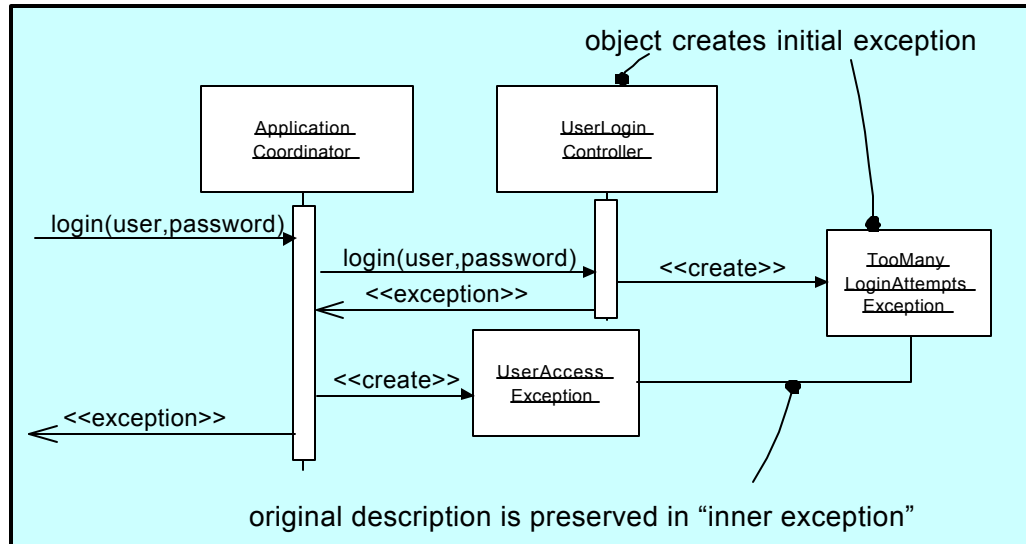 object creates initial exception
Application
Coordinator
UserLogin
Controller
login(user,password)
login(user,password)
<<create>>
TooMany
LoginAttempts
Exception
<<exception>>
<<create>>
UserAccess
Exception
<<exception>>
original description is preserved in “inner exception”